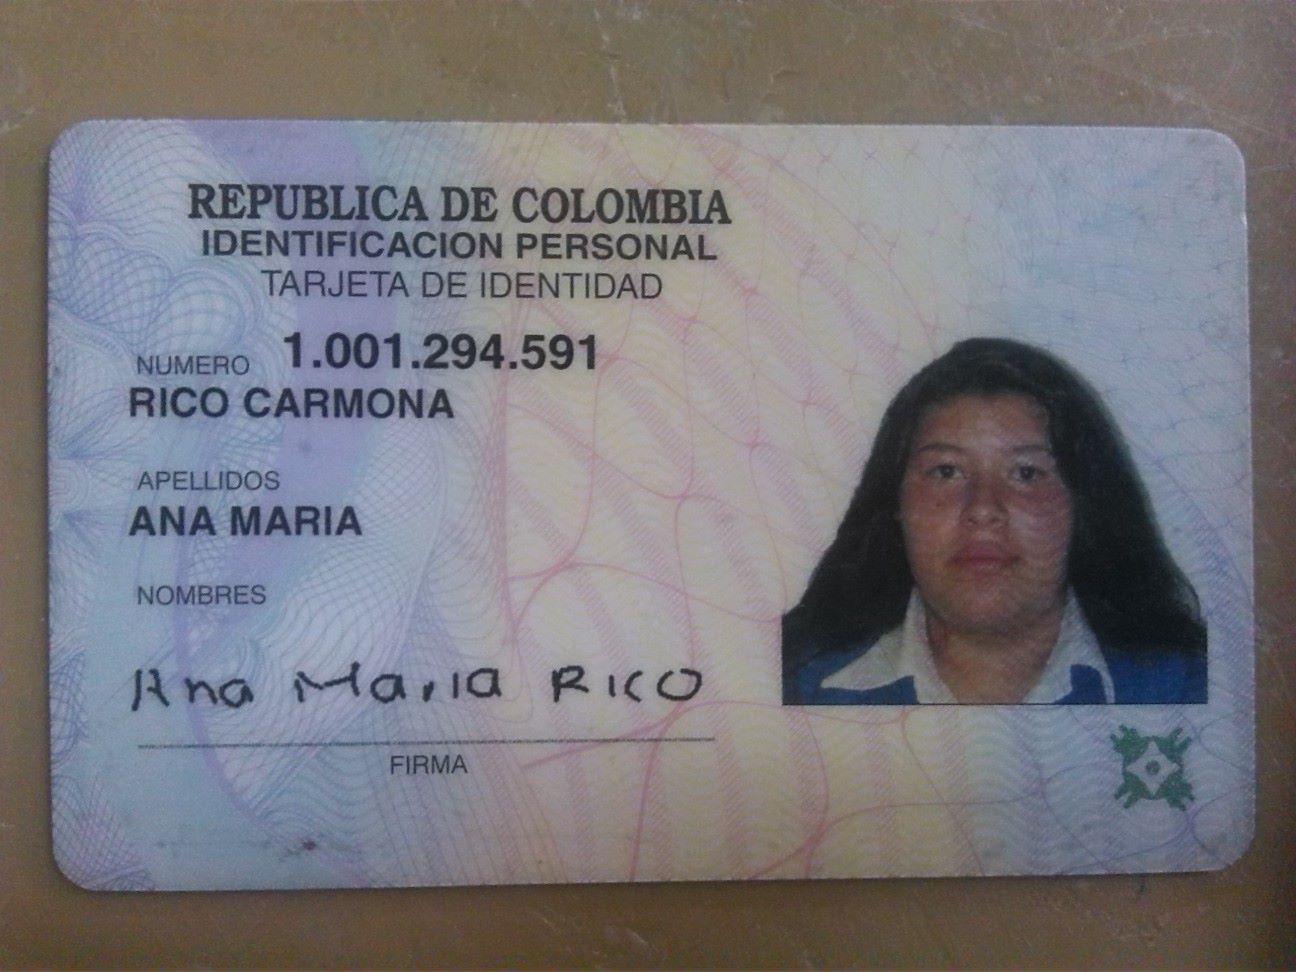 REPUBLICA DE COLOMBIA
IDENTIFICACION PERSONAL
TARJETA DE IDENTIDAD
NUMERO 1.001.294.591
RICO CARMONA
APELLIDOS
ANA MARIA
NOMBRES
Ana Maria Rico
FIRMA